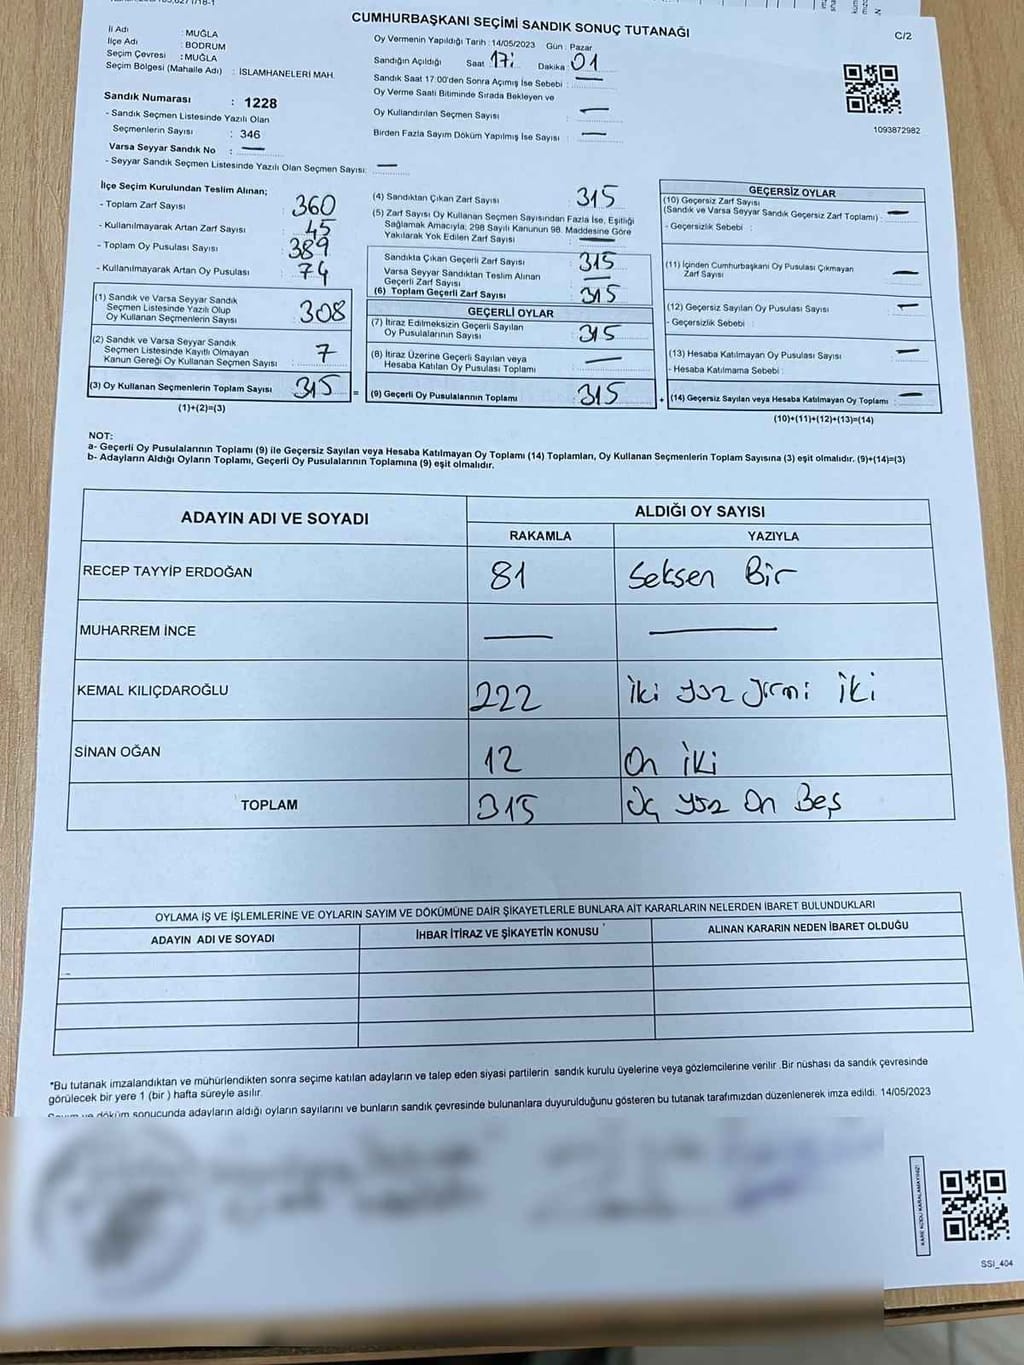 CUMHURBAŞKANI SEÇİMİ SANDIK SONUÇ TUTANAĞI
C/2
İl Adı : MUĞLA
İlçe Adı : BODRUM
Seçim Çevresi : MUĞLA
Seçim Bölgesi (Mahalle Adı) : İSLAMHANELERİ MAH.
Sandık Numarası : 1228
- Sandık Seçmen Listesinde Yazılı Olan
Seçmenlerin Sayısı : 346
Varsa Seyyar Sandık No : —
- Seyyar Sandık Seçmen Listesinde Yazılı Olan Seçmen Sayısı: —
Oy Vermenin Yapıldığı Tarih : 14/05/2023 Gün : Pazar
Sandığın Açıldığı Saat 17: Dakika : 01
Sandık Saat 17:00'den Sonra Açımış İse Sebebi : —
Oy Verme Saati Bitiminde Sırada Bekleyen ve
Oy Kullandırılan Seçmen Sayısı : —
Birden Fazla Sayım Döküm Yapılmış İse Sayısı : —
1093872982
İlçe Seçim Kurulundan Teslim Alınan;
- Toplam Zarf Sayısı : 360
- Kullanılmayarak Artan Zarf Sayısı : 45
- Toplam Oy Pusulası Sayısı : 389
- Kullanılmayarak Artan Oy Pusulası : 74
(1) Sandık ve Varsa Seyyar Sandık
Seçmen Listesinde Yazılı Olup
Oy Kullanan Seçmenlerin Sayısı : 308
(2) Sandık ve Varsa Seyyar Sandık
Seçmen Listesinde Kayıtlı Olmayan
Kanun Gereği Oy Kullanan Seçmen Sayısı : 7
(3) Oy Kullanan Seçmenlerin Toplam Sayısı : 315 =
(1)+(2)=(3)
(4) Sandıktan Çıkan Zarf Sayısı : 315
(5) Zarf Sayısı Oy Kullanan Seçmen Sayısından Fazla İse, Eşitliği
Sağlamak Amacıyla, 298 Sayılı Kanunun 98. Maddesine Göre
Yakılarak Yok Edilen Zarf Sayısı : —
Sandıkta Çıkan Geçerli Zarf Sayısı : 315
Varsa Seyyar Sandıktan Teslim Alınan
Geçerli Zarf Sayısı : —
(6) Toplam Geçerli Zarf Sayısı : 315
GEÇERLİ OYLAR
(7) İtiraz Edilmeksizin Geçerli Sayılan
Oy Pusulalarının Sayısı : 315
(8) İtiraz Üzerine Geçerli Sayılan veya
Hesaba Katılan Oy Pusulası Toplamı : —
(9) Geçerli Oy Pusulalarının Toplamı : 315 +
GEÇERSİZ OYLAR
(10) Geçersiz Zarf Sayısı
(Sandık ve Varsa Seyyar Sandık Geçersiz Zarf Toplamı) : —
- Geçersizlik Sebebi :
(11) İçinden Cumhurbaşkanı Oy Pusulası Çıkmayan
Zarf Sayısı : —
(12) Geçersiz Sayılan Oy Pusulası Sayısı : —
- Geçersizlik Sebebi :
(13) Hesaba Katılmayan Oy Pusulası Sayısı : —
- Hesaba Katılmama Sebebi :
(14) Geçersiz Sayılan veya Hesaba Katılmayan Oy Toplamı : —
(10)+(11)+(12)+(13)=(14)
NOT:
a- Geçerli Oy Pusulalarının Toplamı (9) ile Geçersiz Sayılan veya Hesaba Katılmayan Oy Toplamı (14) Toplamları, Oy Kullanan Seçmenlerin Toplam Sayısına (3) eşit olmalıdır. (9)+(14)=(3)
b- Adayların Aldığı Oyların Toplamı, Geçerli Oy Pusulalarının Toplamına (9) eşit olmalıdır.
ADAYIN ADI VE SOYADI ALDIĞI OY SAYISI
RAKAMLA YAZIYLA
RECEP TAYYİP ERDOĞAN 81 Seksen Bir
MUHARREM İNCE — —
KEMAL KILIÇDAROĞLU 222 İki yüz yirmi iki
SİNAN OĞAN 12 On iki
TOPLAM 315 Üç yüz On Beş
OYLAMA İŞ VE İŞLEMLERİNE VE OYLARIN SAYIM VE DÖKÜMÜNE DAİR ŞİKAYETLERLE BUNLARA AİT KARARLARIN NELERDEN İBARET BULUNDUKLARI
ADAYIN ADI VE SOYADI İHBAR İTİRAZ VE ŞİKAYETİN KONUSU ALINAN KARARIN NEDEN İBARET OLDUĞU
*Bu tutanak imzalandıktan ve mühürlendikten sonra seçime katılan adayların ve talep eden siyasi partilerin sandık kurulu üyelerine veya gözlemcilerine verilir. Bir nüshası da sandık çevresinde
görülecek bir yere 1 (bir) hafta süreyle asılır.
Sayım ve döküm sonucunda adayların aldığı oyların sayılarını ve bunların sandık çevresinde bulunanlara duyurulduğunu gösteren bu tutanak tarafımızdan düzenlenerek imza edildi. 14/05/2023
SSI_404